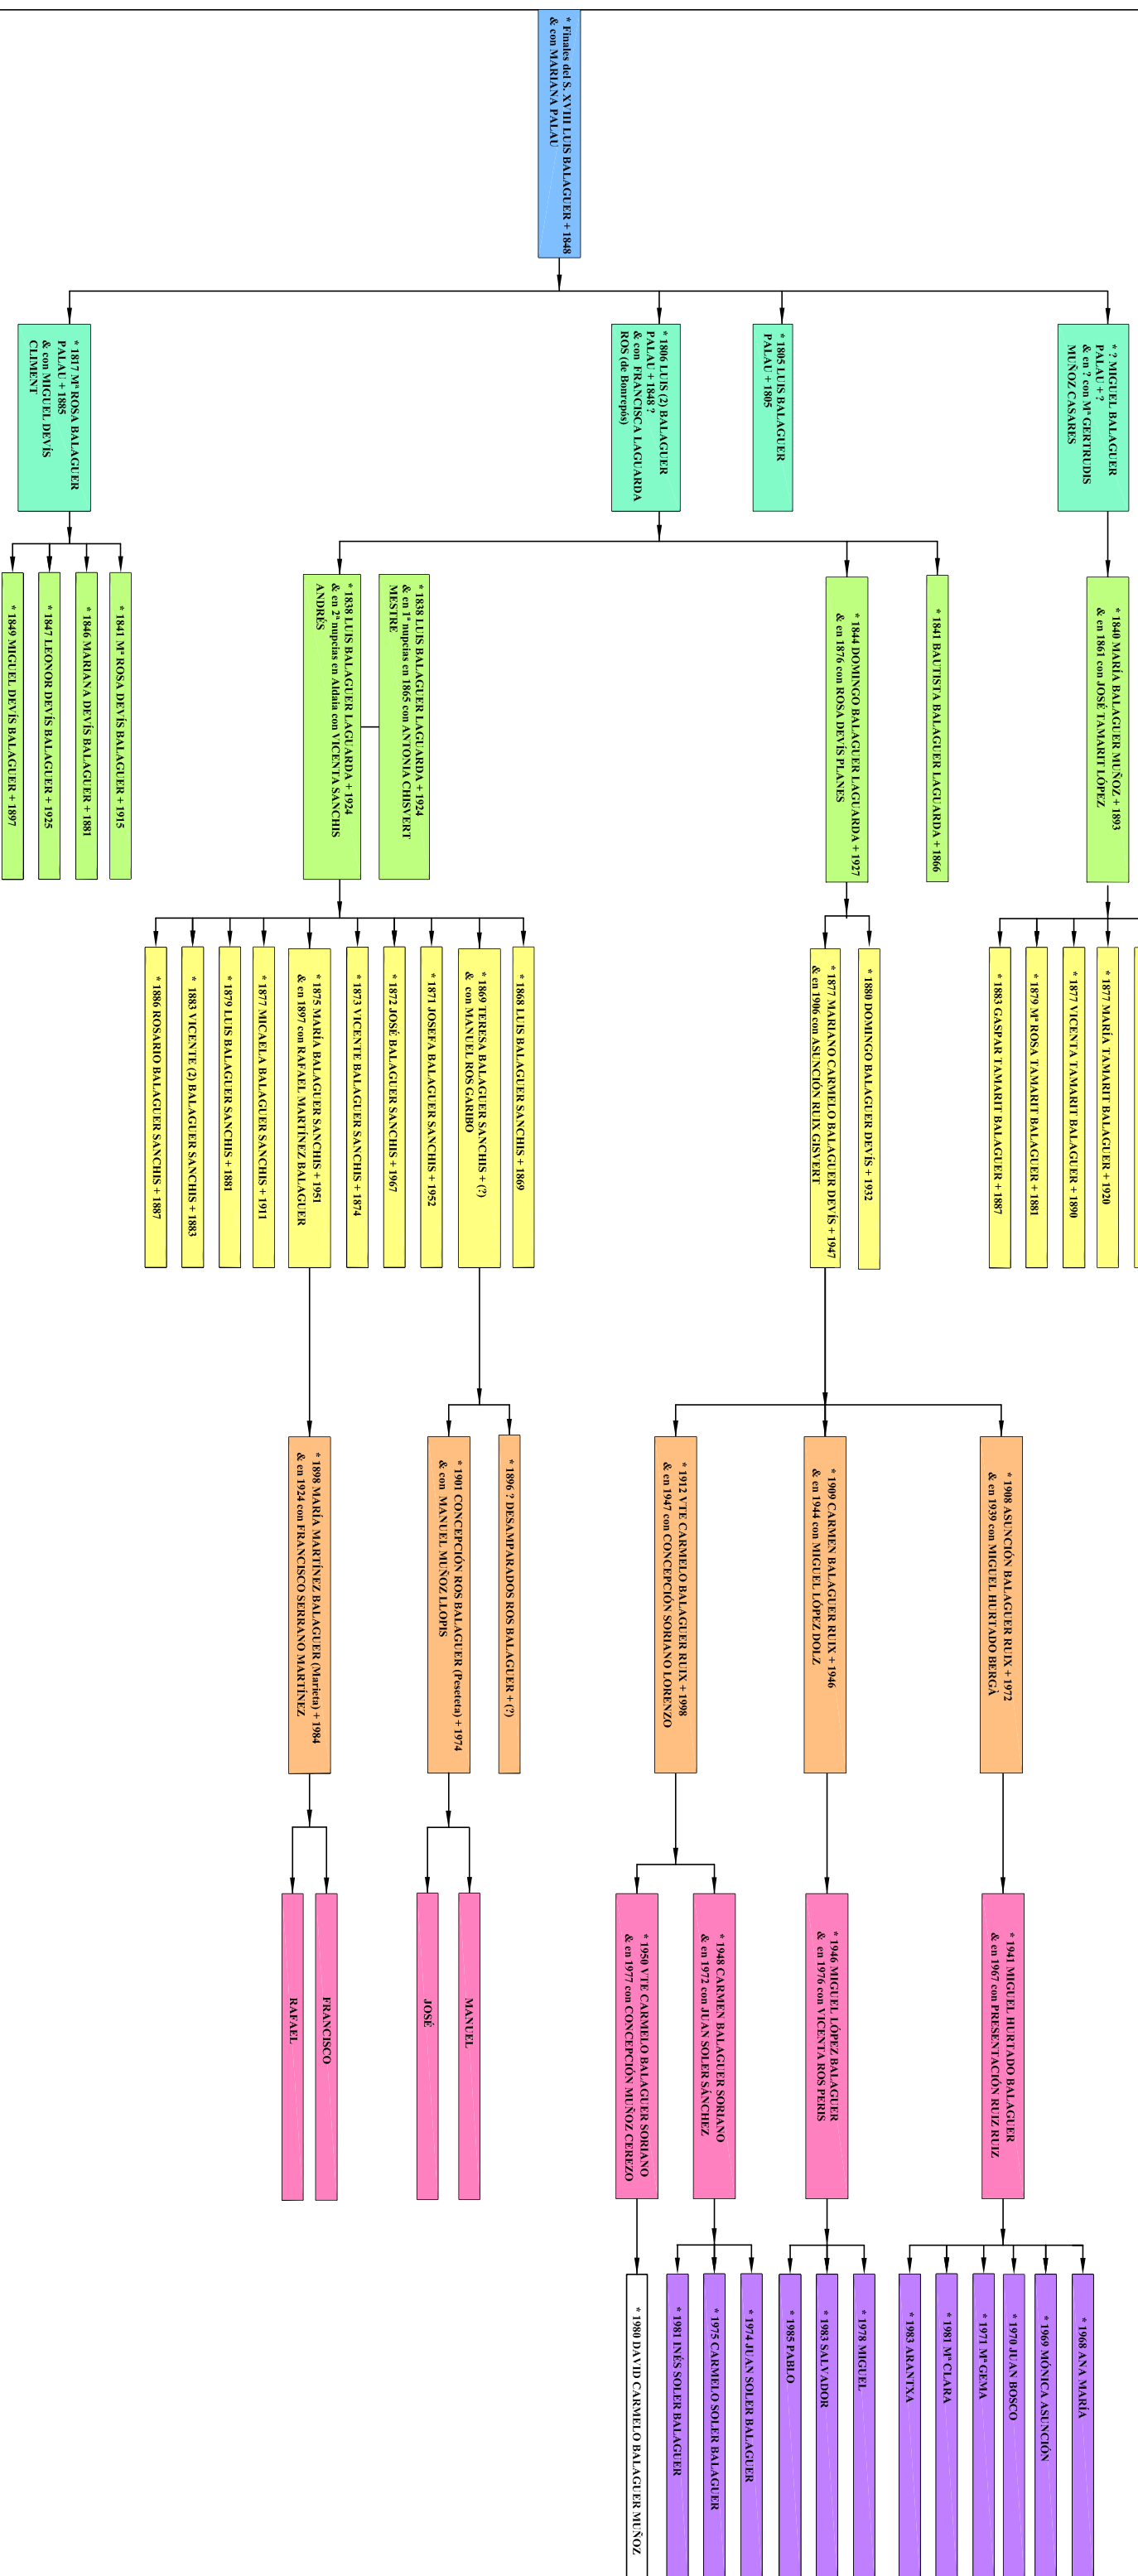 * Finales del S. XVIII LUIS BALAGUER + 1848
& con MARIANA PALAU
* ? MIGUEL BALAGUER
PALAU + ?
& en ? con Mª GERTRUDIS
MUÑOZ CASARES
* 1805 LUIS BALAGUER
PALAU + 1805
* 1806 LUIS (2) BALAGUER
PALAU + 1848 ?
& con FRANCISCA LAGUARDA
ROS (de Bonrepós)
* 1817 Mª ROSA BALAGUER
PALAU + 1885
& con MIGUEL DEVÍS
CLIMENT
* 1840 MARÍA BALAGUER MUÑOZ + 1893
& en 1861 con JOSÉ TAMARIT LÓPEZ
* 1841 BAUTISTA BALAGUER LAGUARDA + 1866
* 1844 DOMINGO BALAGUER LAGUARDA + 1927
& en 1876 con ROSA DEVÍS PLANES
* 1838 LUIS BALAGUER LAGUARDA + 1924
& en 1ª nupcias en 1865 con ANTONIA CHISVERT
MESTRE
* 1838 LUIS BALAGUER LAGUARDA + 1924
& en 2ª nupcias en Aldaia con VICENTA SANCHIS
ANDRÉS
* 1841 Mª ROSA DEVÍS BALAGUER + 1915
* 1846 MARIANA DEVÍS BALAGUER + 1881
* 1847 LEONOR DEVÍS BALAGUER + 1925
* 1849 MIGUEL DEVÍS BALAGUER + 1897
* 1877 MARÍA TAMARIT BALAGUER + 1920
* 1877 VICENTA TAMARIT BALAGUER + 1890
* 1879 Mª ROSA TAMARIT BALAGUER + 1881
* 1883 GASPAR TAMARIT BALAGUER + 1887
* 1880 DOMINGO BALAGUER DEVÍS + 1932
* 1877 MARIANO CARMELO BALAGUER DEVÍS + 1947
& en 1906 con ASUNCIÓN RUIX GISVERT
* 1868 LUIS BALAGUER SANCHIS + 1869
* 1869 TERESA BALAGUER SANCHIS + (?)
& con MANUEL ROS GARIBO
* 1871 JOSEFA BALAGUER SANCHIS + 1952
* 1872 JOSÉ BALAGUER SANCHIS + 1967
* 1873 VICENTE BALAGUER SANCHIS + 1874
* 1875 MARÍA BALAGUER SANCHIS + 1951
& en 1897 con RAFAEL MARTÍNEZ BALAGUER
* 1877 MICAELA BALAGUER SANCHIS + 1911
* 1879 LUIS BALAGUER SANCHIS + 1881
* 1883 VICENTE (2) BALAGUER SANCHIS + 1883
* 1886 ROSARIO BALAGUER SANCHIS + 1887
* 1908 ASUNCIÓN BALAGUER RUIX + 1972
& en 1939 con MIGUEL HURTADO BERGÀ
* 1909 CARMEN BALAGUER RUIX + 1946
& en 1944 con MIGUEL LÓPEZ DOLZ
* 1912 VTE CARMELO BALAGUER RUIX + 1998
& en 1947 con CONCEPCIÓN SORIANO LORENZO
* 1896 ? DESAMPARADOS ROS BALAGUER + (?)
* 1901 CONCEPCIÓN ROS BALAGUER (Peseteta) + 1974
& con MANUEL MUÑOZ LLOPIS
* 1898 MARÍA MARTÍNEZ BALAGUER (Marieta) + 1984
& en 1924 con FRANCISCO SERRANO MARTÍNEZ
* 1941 MIGUEL HURTADO BALAGUER
& en 1967 con PRESENTACIÓN RUIZ RUIZ
* 1946 MIGUEL LÓPEZ BALAGUER
& en 1976 con VICENTA ROS PERIS
* 1948 CARMEN BALAGUER SORIANO
& en 1972 con JUAN SOLER SÁNCHEZ
* 1950 VTE CARMELO BALAGUER SORIANO
& en 1977 con CONCEPCIÓN MUÑOZ CEREZO
MANUEL
JOSÉ
FRANCISCO
RAFAEL
* 1968 ANA MARÍA
* 1969 MÓNICA ASUNCIÓN
* 1970 JUAN BOSCO
* 1971 Mª GEMA
* 1981 Mª CLARA
* 1983 ARANTXA
* 1978 MIGUEL
* 1983 SALVADOR
* 1985 PABLO
* 1974 JUAN SOLER BALAGUER
* 1975 CARMELO SOLER BALAGUER
* 1981 INÉS SOLER BALAGUER
* 1980 DAVID CARMELO BALAGUER MUÑOZ